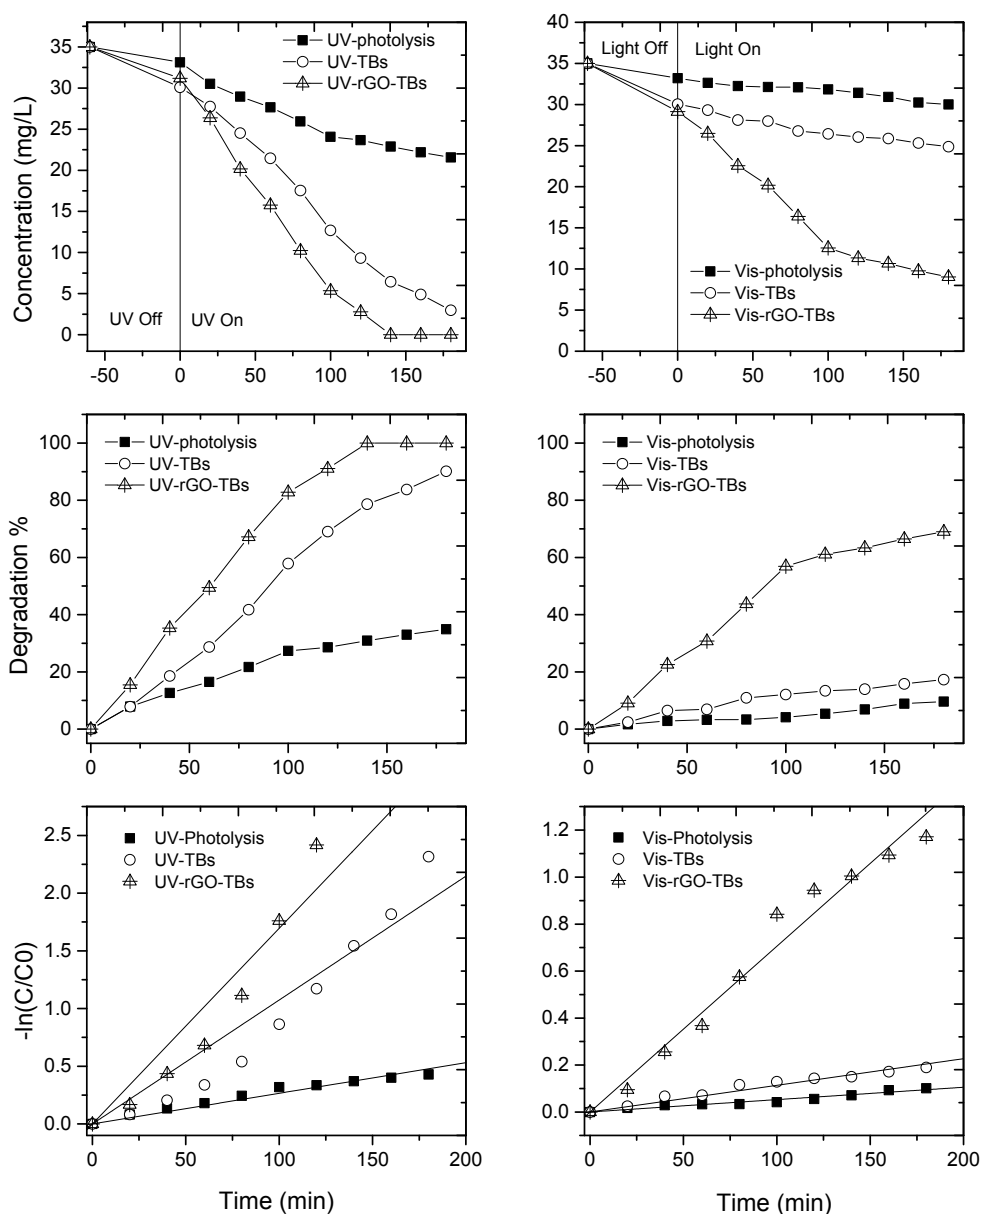 Concentration (mg/L)
35
30
25
20
15
10
5
0
UV-photolysis
UV-TBs
UV-rGO-TBs
UV Off
UV On
-50
0
50
100
150
40
35
30
25
20
15
10
5
0
Light Off
Light On
Vis-photolysis
Vis-TBs
Vis-rGO-TBs
-50
0
50
100
150
Degradation %
100
80
60
40
20
0
UV-photolysis
UV-TBs
UV-rGO-TBs
0
50
100
150
100
80
60
40
20
0
Vis-photolysis
Vis-TBs
Vis-rGO-TBs
0
50
100
150
-ln(C/C0)
2.5
2.0
1.5
1.0
0.5
0.0
UV-Photolysis
UV-TBs
UV-rGO-TBs
0
50
100
150
200
Time (min)
1.2
1.0
0.8
0.6
0.4
0.2
0.0
Vis-Photolysis
Vis-TBs
Vis-rGO-TBs
0
50
100
150
200
Time (min)